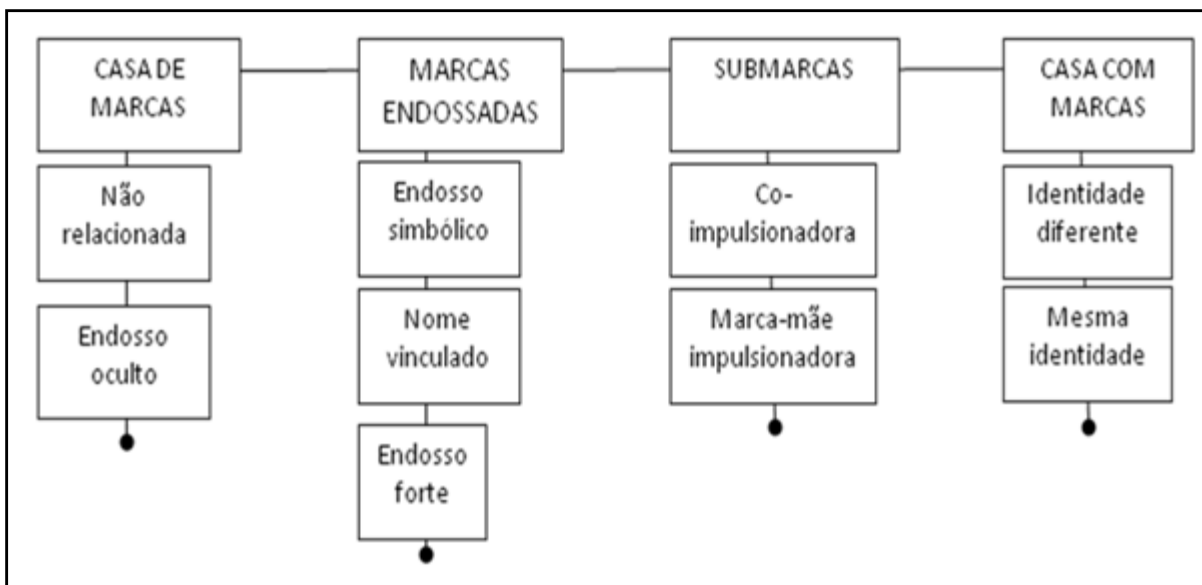 CASA DE
MARCAS
MARCAS
ENDOSSADAS
SUBMARCAS
CASA COM
MARCAS
Não
relacionada
Endosso
simbólico
Co-
impulsionadora
Identidade
diferente
Endosso
oculto
Nome
vinculado
Marca-mãe
impulsionadora
Mesma
identidade
Endosso
forte